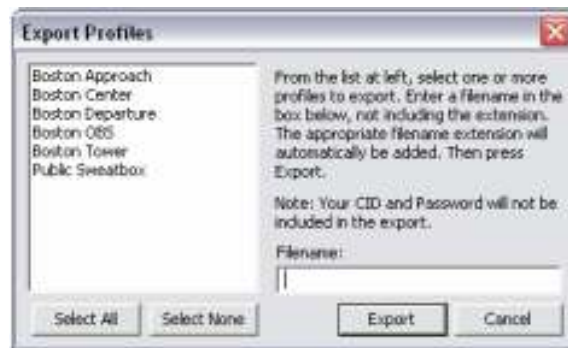 Export Profiles
Boston Approach
Boston Center
Boston Departure
Boston OBS
Boston Tower
Public Sweatbox
From the list at left, select one or more
profiles to export. Enter a filename in the
box below, not including the extension.
The appropriate filename extension will
automatically be added. Then press
Export.
Note: Your CID and Password will not be
included in the export.
Filename:
Select All
Select None
Export
Cancel